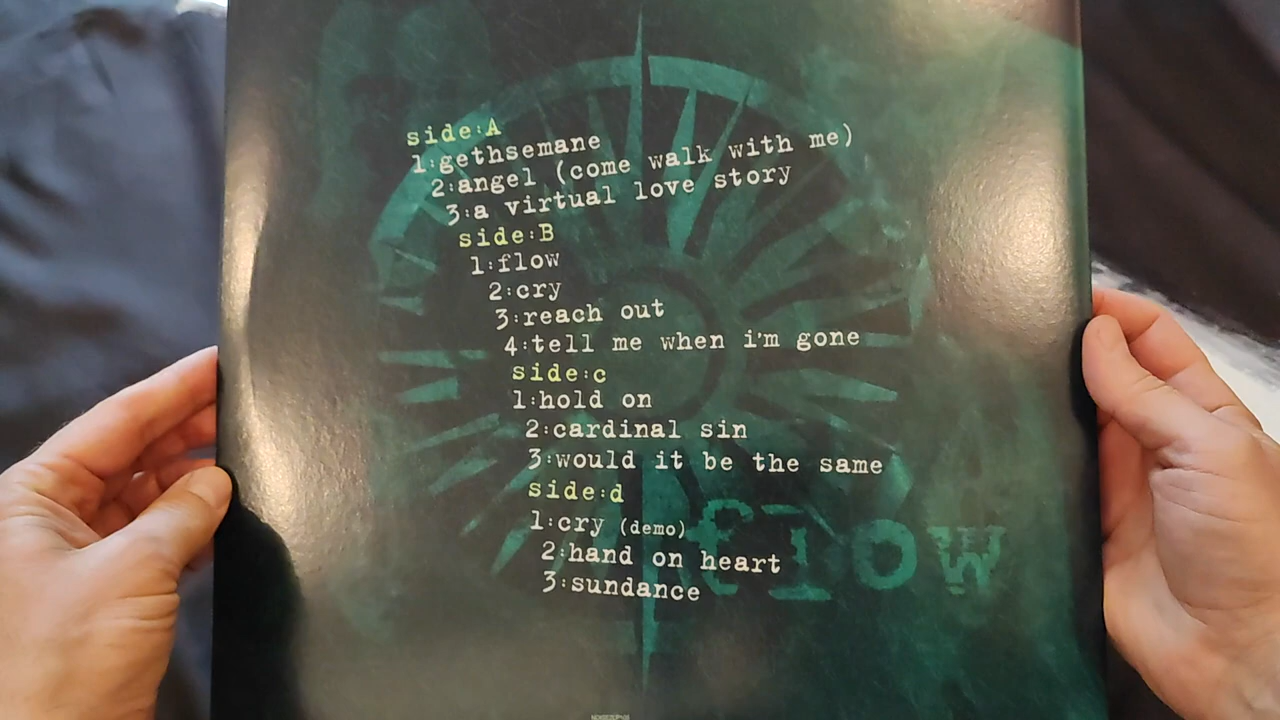 side:A
1:gethsemane
2:angel (come walk with me)
3:a virtual love story
side:B
1:flow
2:cry
3:reach out
4:tell me when i'm gone
side:c
1:hold on
2:cardinal sin
3:would it be the same
side:d
1:cry (demo)
2:hand on heart
3:sundance
flow